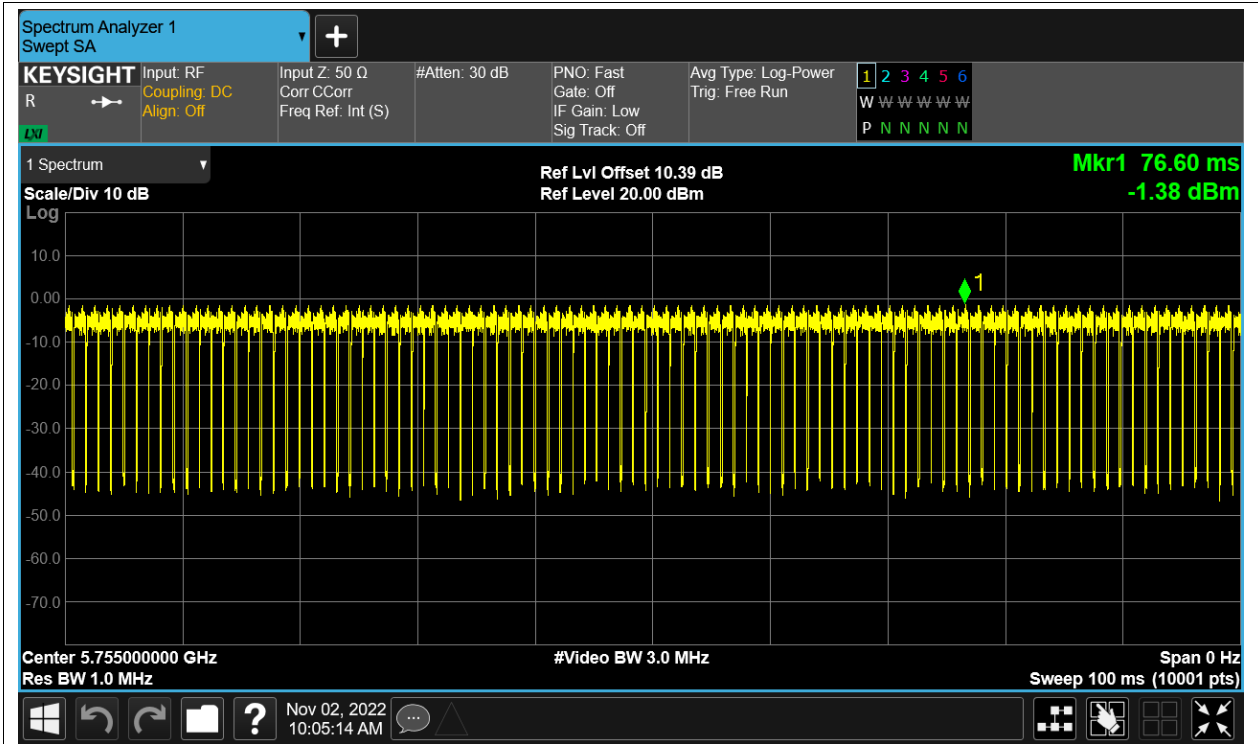 Spectrum Analyzer 1
Swept SA
KEYSIGHT
R
LXI
Input: RF
Coupling: DC
Align: Off
Input Z: 50 Ω
Corr CCorr
Freq Ref: Int (S)
#Atten: 30 dB
PNO: Fast
Gate: Off
IF Gain: Low
Sig Track: Off
Avg Type: Log-Power
Trig: Free Run
1 2 3 4 5 6
W W W W W W
P N N N N N
1 Spectrum
Scale/Div 10 dB
Ref Lvl Offset 10.39 dB
Ref Level 20.00 dBm
Mkr1 76.60 ms
-1.38 dBm
Log
10.0
0.00
-10.0
-20.0
-30.0
-40.0
-50.0
-60.0
-70.0
1
Center 5.755000000 GHz
Res BW 1.0 MHz
#Video BW 3.0 MHz
Span 0 Hz
Sweep 100 ms (10001 pts)
?
Nov 02, 2022
10:05:14 AM